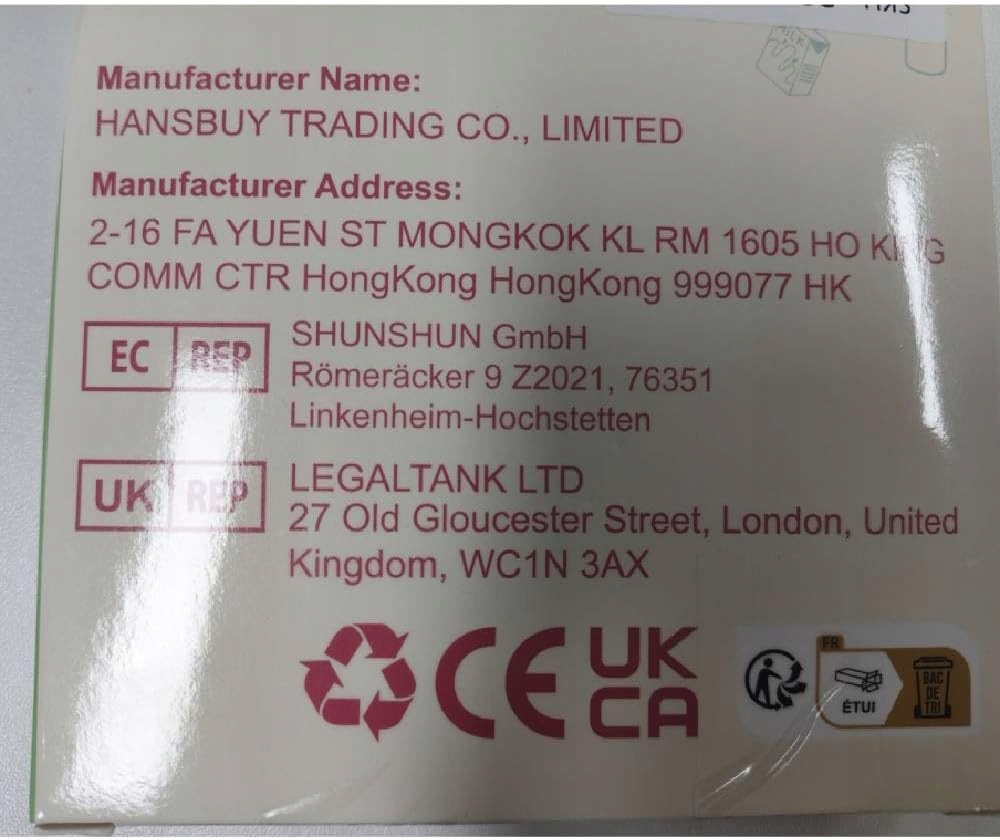 MILK
Manufacturer Name:
HANSBUY TRADING CO., LIMITED
Manufacturer Address:
2-16 FA YUEN ST MONGKOK KL RM 1605 HO KING
COMM CTR HongKong HongKong 999077 HK
EC REP
SHUNSHUN GmbH
Römeräcker 9 Z2021, 76351
Linkenheim-Hochstetten
UK REP
LEGALTANK LTD
27 Old Gloucester Street, London, United
Kingdom, WC1N 3AX
CE
UK
CA
FR
ÉTUI
BAC
DE
TRI